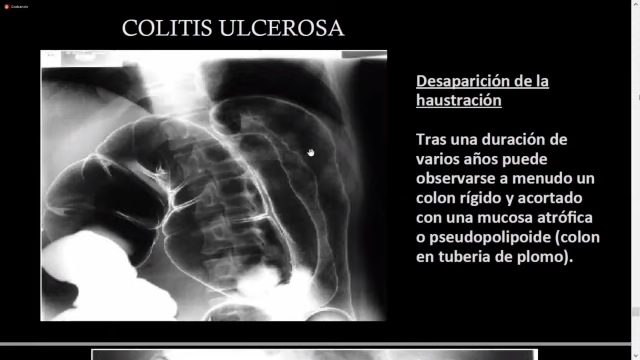 COLITIS ULCEROSA
Desaparición de la
haustración
Tras una duración de
varios años puede
observarse a menudo un
colon rígido y acortado
con una mucosa atrófica
o pseudopolipoide (colon
en tuberia de plomo).